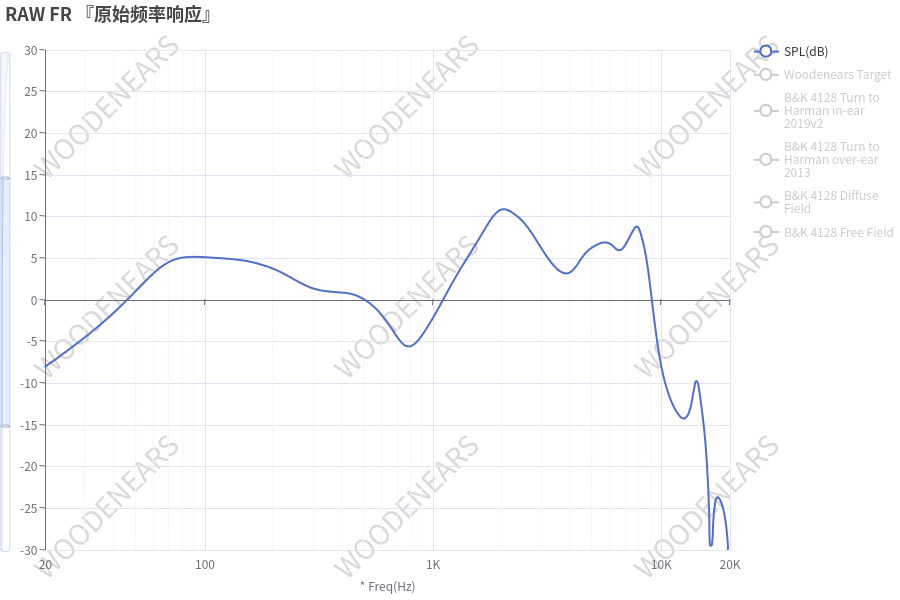 RAW FR 『原始频率响应』
30
25
20
15
10
5
0
-5
-10
-15
-20
-25
-30
20
100
1K
10K
20K
* Freq(Hz)
SPL(dB)
Woodenears Target
B&K 4128 Turn to
Harman in-ear
2019v2
B&K 4128 Turn to
Harman over-ear
2013
B&K 4128 Diffuse
Field
B&K 4128 Free Field
WOODENEARS
WOODENEARS
WOODENEARS
WOODENEARS
WOODENEARS
WOODENEARS
WOODENEARS
WOODENEARS
WOODENEARS